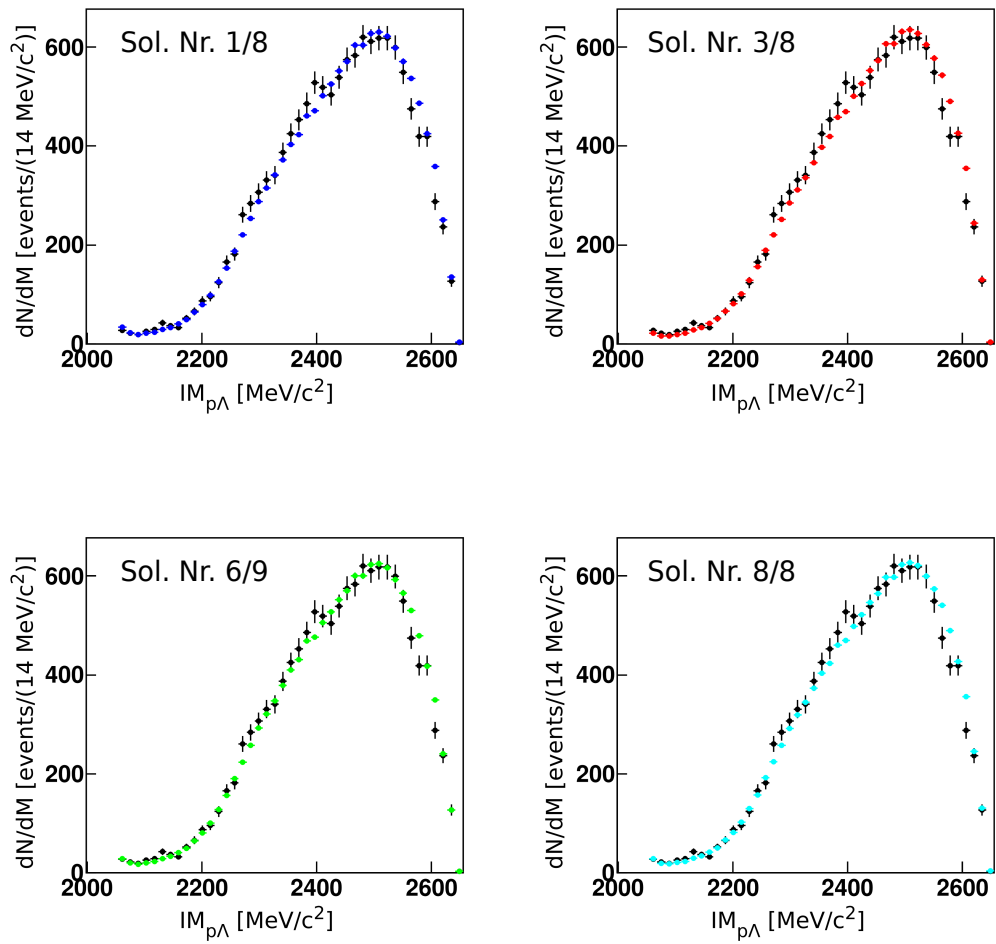 Sol. Nr. 1/8
dN/dM [events/(14 MeV/c²)]
600
400
200
0
2000 2200 2400 2600
IM_pΛ [MeV/c²]
Sol. Nr. 3/8
dN/dM [events/(14 MeV/c²)]
600
400
200
0
2000 2200 2400 2600
IM_pΛ [MeV/c²]
Sol. Nr. 6/9
dN/dM [events/(14 MeV/c²)]
600
400
200
0
2000 2200 2400 2600
IM_pΛ [MeV/c²]
Sol. Nr. 8/8
dN/dM [events/(14 MeV/c²)]
600
400
200
0
2000 2200 2400 2600
IM_pΛ [MeV/c²]